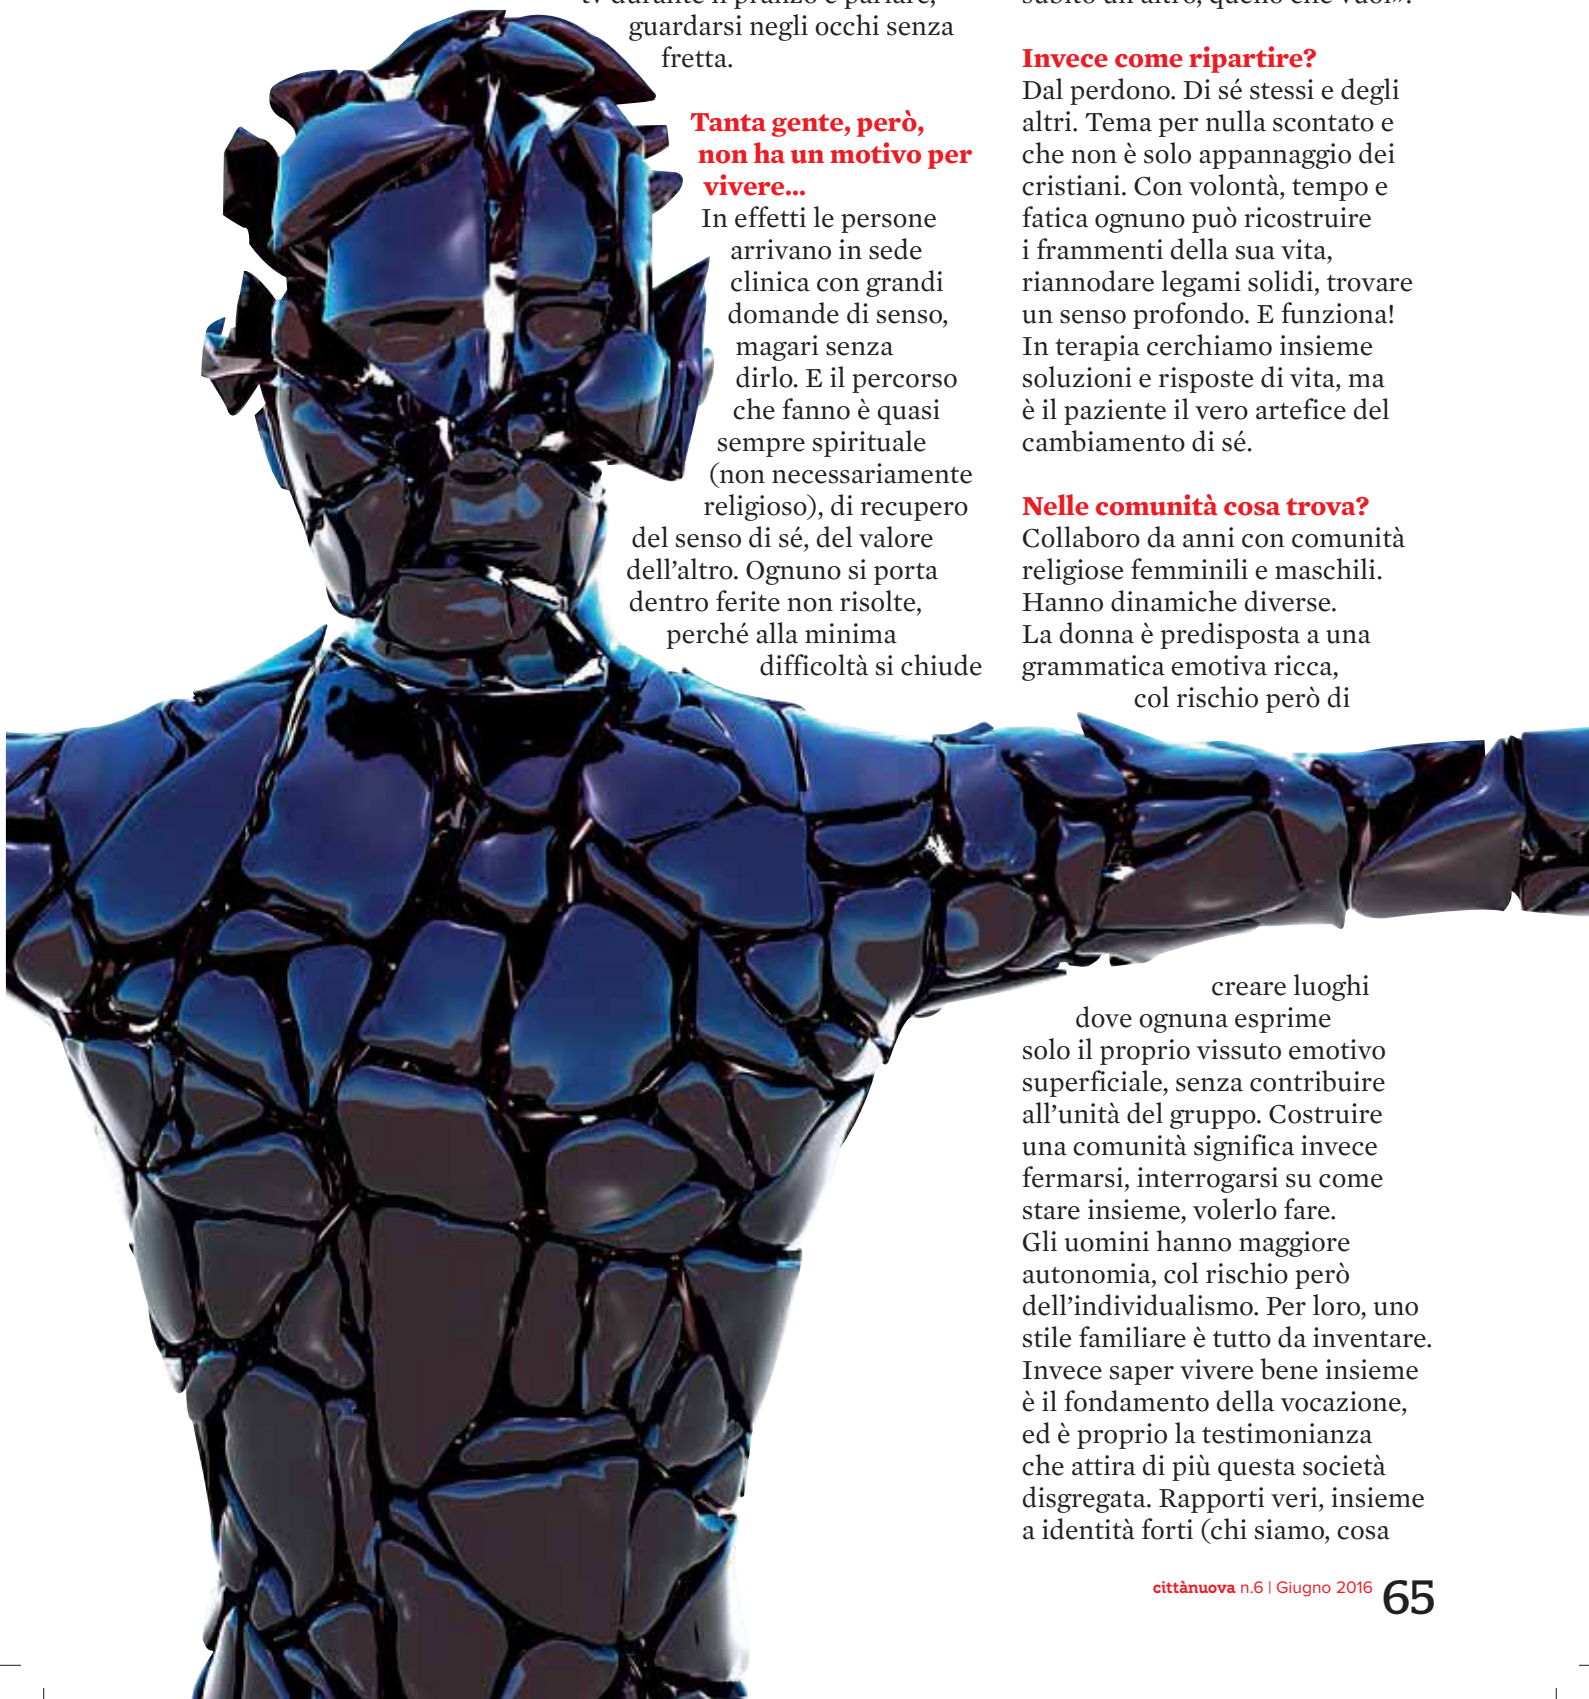 guardarsi negli occhi senza
fretta.
Tanta gente, però,
non ha un motivo per
vivere...
In effetti le persone
arrivano in sede
clinica con grandi
domande di senso,
magari senza
dirlo. E il percorso
che fanno è quasi
sempre spirituale
(non necessariamente
religioso), di recupero
del senso di sé, del valore
dell'altro. Ognuno si porta
dentro ferite non risolte,
perché alla minima
difficoltà si chiude
Invece come ripartire?
Dal perdono. Di sé stessi e degli
altri. Tema per nulla scontato e
che non è solo appannaggio dei
cristiani. Con volontà, tempo e
fatica ognuno può ricostruire
i frammenti della sua vita,
riannodare legami solidi, trovare
un senso profondo. E funziona!
In terapia cerchiamo insieme
soluzioni e risposte di vita, ma
è il paziente il vero artefice del
cambiamento di sé.
Nelle comunità cosa trova?
Collaboro da anni con comunità
religiose femminili e maschili.
Hanno dinamiche diverse.
La donna è predisposta a una
grammatica emotiva ricca,
col rischio però di
creare luoghi
dove ognuna esprime
solo il proprio vissuto emotivo
superficiale, senza contribuire
all'unità del gruppo. Costruire
una comunità significa invece
fermarsi, interrogarsi su come
stare insieme, volerlo fare.
Gli uomini hanno maggiore
autonomia, col rischio però
dell'individualismo. Per loro, uno
stile familiare è tutto da inventare.
Invece saper vivere bene insieme
è il fondamento della vocazione,
ed è proprio la testimonianza
che attira di più questa società
disgregata. Rapporti veri, insieme
a identità forti (chi siamo, cosa
cittànuova n.6 | Giugno 2016 65